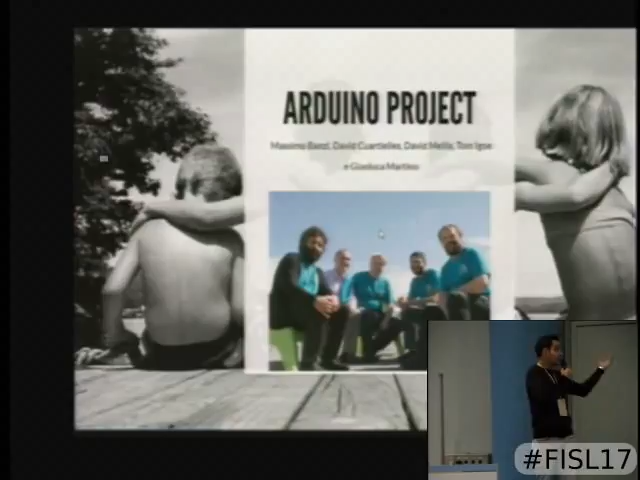 ARDUINO PROJECT
Massimo Banzi, David Cuartielles, David Mellis, Tom Igoe
e Gianluca Martino
#FISL17